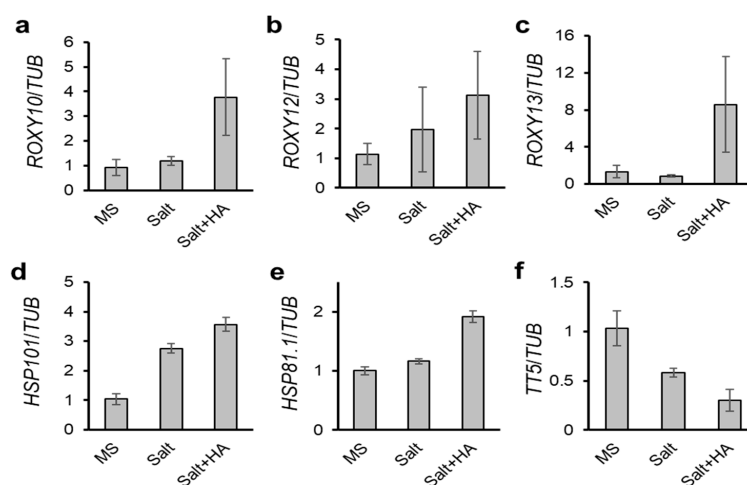 a
ROXY10/TUB
6
5
4
3
2
1
0
MS
Salt
Salt+HA
b
ROXY12/TUB
5
4
3
2
1
0
MS
Salt
Salt+HA
c
ROXY13/TUB
16
12
8
4
0
MS
Salt
Salt+HA
d
HSP101/TUB
5
4
3
2
1
0
MS
Salt
Salt+HA
e
HSP81.1/TUB
2
1
0
MS
Salt
Salt+HA
f
TT5/TUB
1.5
1
0.5
0
MS
Salt
Salt+HA